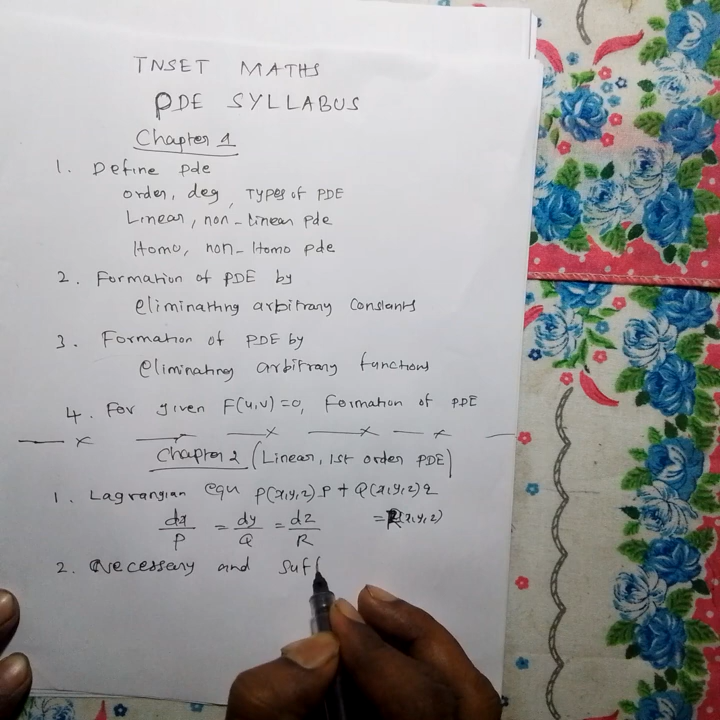 TNSET MATHS
PDE SYLLABUS
Chapter 1
1. Define pde
order, deg, Types of PDE
Linear, non-Linear pde
Homo, non-Homo pde
2. Formation of PDE by
eliminating arbitrary constants
3. Formation of PDE by
eliminating arbitrary functions
4. For given F(u,v)=0, Formation of PDE
Chapter 2 (Linear, 1st order PDE)
1. Lagrangian equ P(x,y,z)p + Q(x,y,z)q
= R(x,y,z)
dx/P = dy/Q = dz/R
2. Necessary and suff